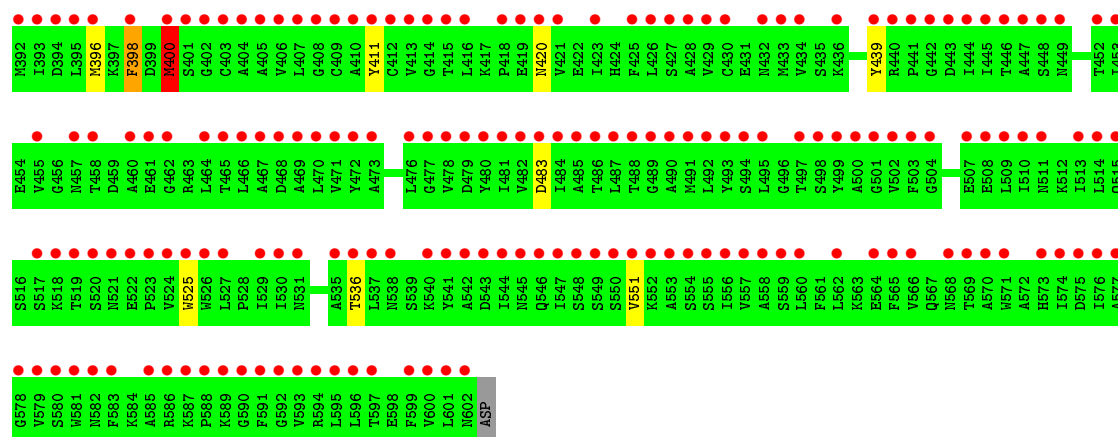 M392 I393 D394 L395 M396 K397 F398 D399 M400 S401 G402 C403 A404 A405 V406 L407 G408 C409 A410 Y411 C412 V413 G414 T415 L416 K417 P418 E419 N420 V421 E422 I423 H424 F425 L426 S427 A428 V429 C430 E431 N432 M433 V434 S435 K436 Y439 R440 P441 G442 D443 I444 I445 T446 A447 S448 N449 T452 I453
E454 V455 G456 N457 T458 D459 A460 E461 G462 R463 L464 T465 L466 A467 D468 A469 L470 V471 Y472 A473 L476 G477 V478 D479 Y480 I481 V482 D483 I484 A485 T486 L487 T488 G489 A490 M491 L492 Y493 S494 L495 G496 T497 S498 Y499 A500 G501 V502 F503 G504 E507 E508 L509 I510 N511 K512 I513 L514 Q515
S516 S517 K518 T519 S520 N521 E522 P523 V524 W525 W526 L527 P528 I529 I530 N531 A535 T536 L537 N538 S539 K540 Y541 A542 D543 I544 N545 Q546 I547 S548 S549 S550 V551 K552 A553 S554 S555 I556 V557 A558 S559 L560 F561 L562 K563 E564 F565 V566 Q567 N568 T569 A570 W571 A572 H573 I574 D575 I576 A577
G578 V579 S580 W581 N582 F583 K584 A585 R586 K587 P588 K589 G590 F591 G592 V593 R594 L595 L596 T597 E598 F599 V600 L601 N602 ASP